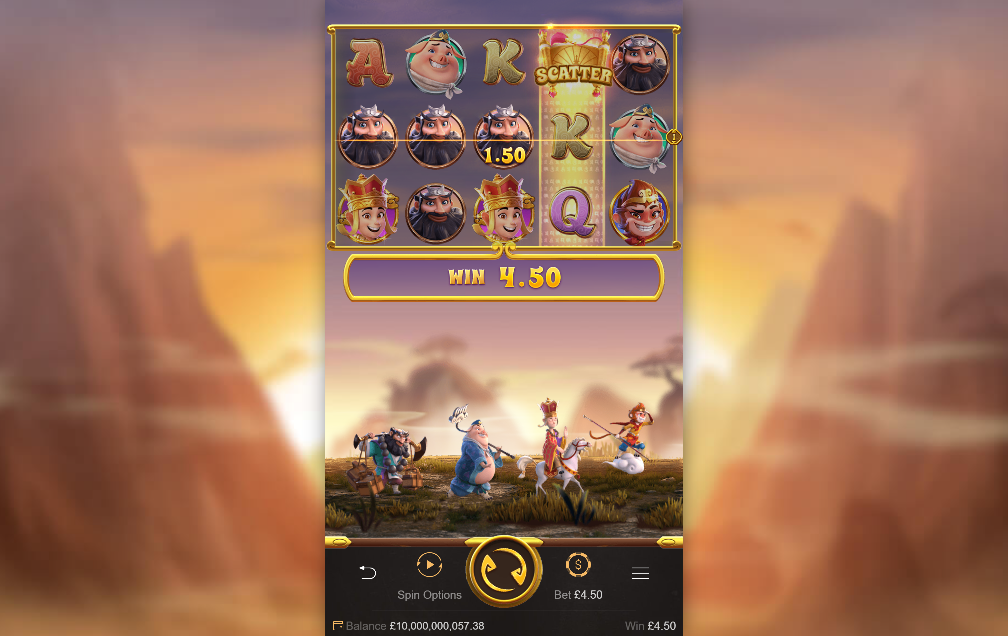 A K SCATTER
1.50 K 1
Q
WIN 4.50
$
Spin Options Bet £4.50
Balance £10,000,000,057.38 Win £4.50